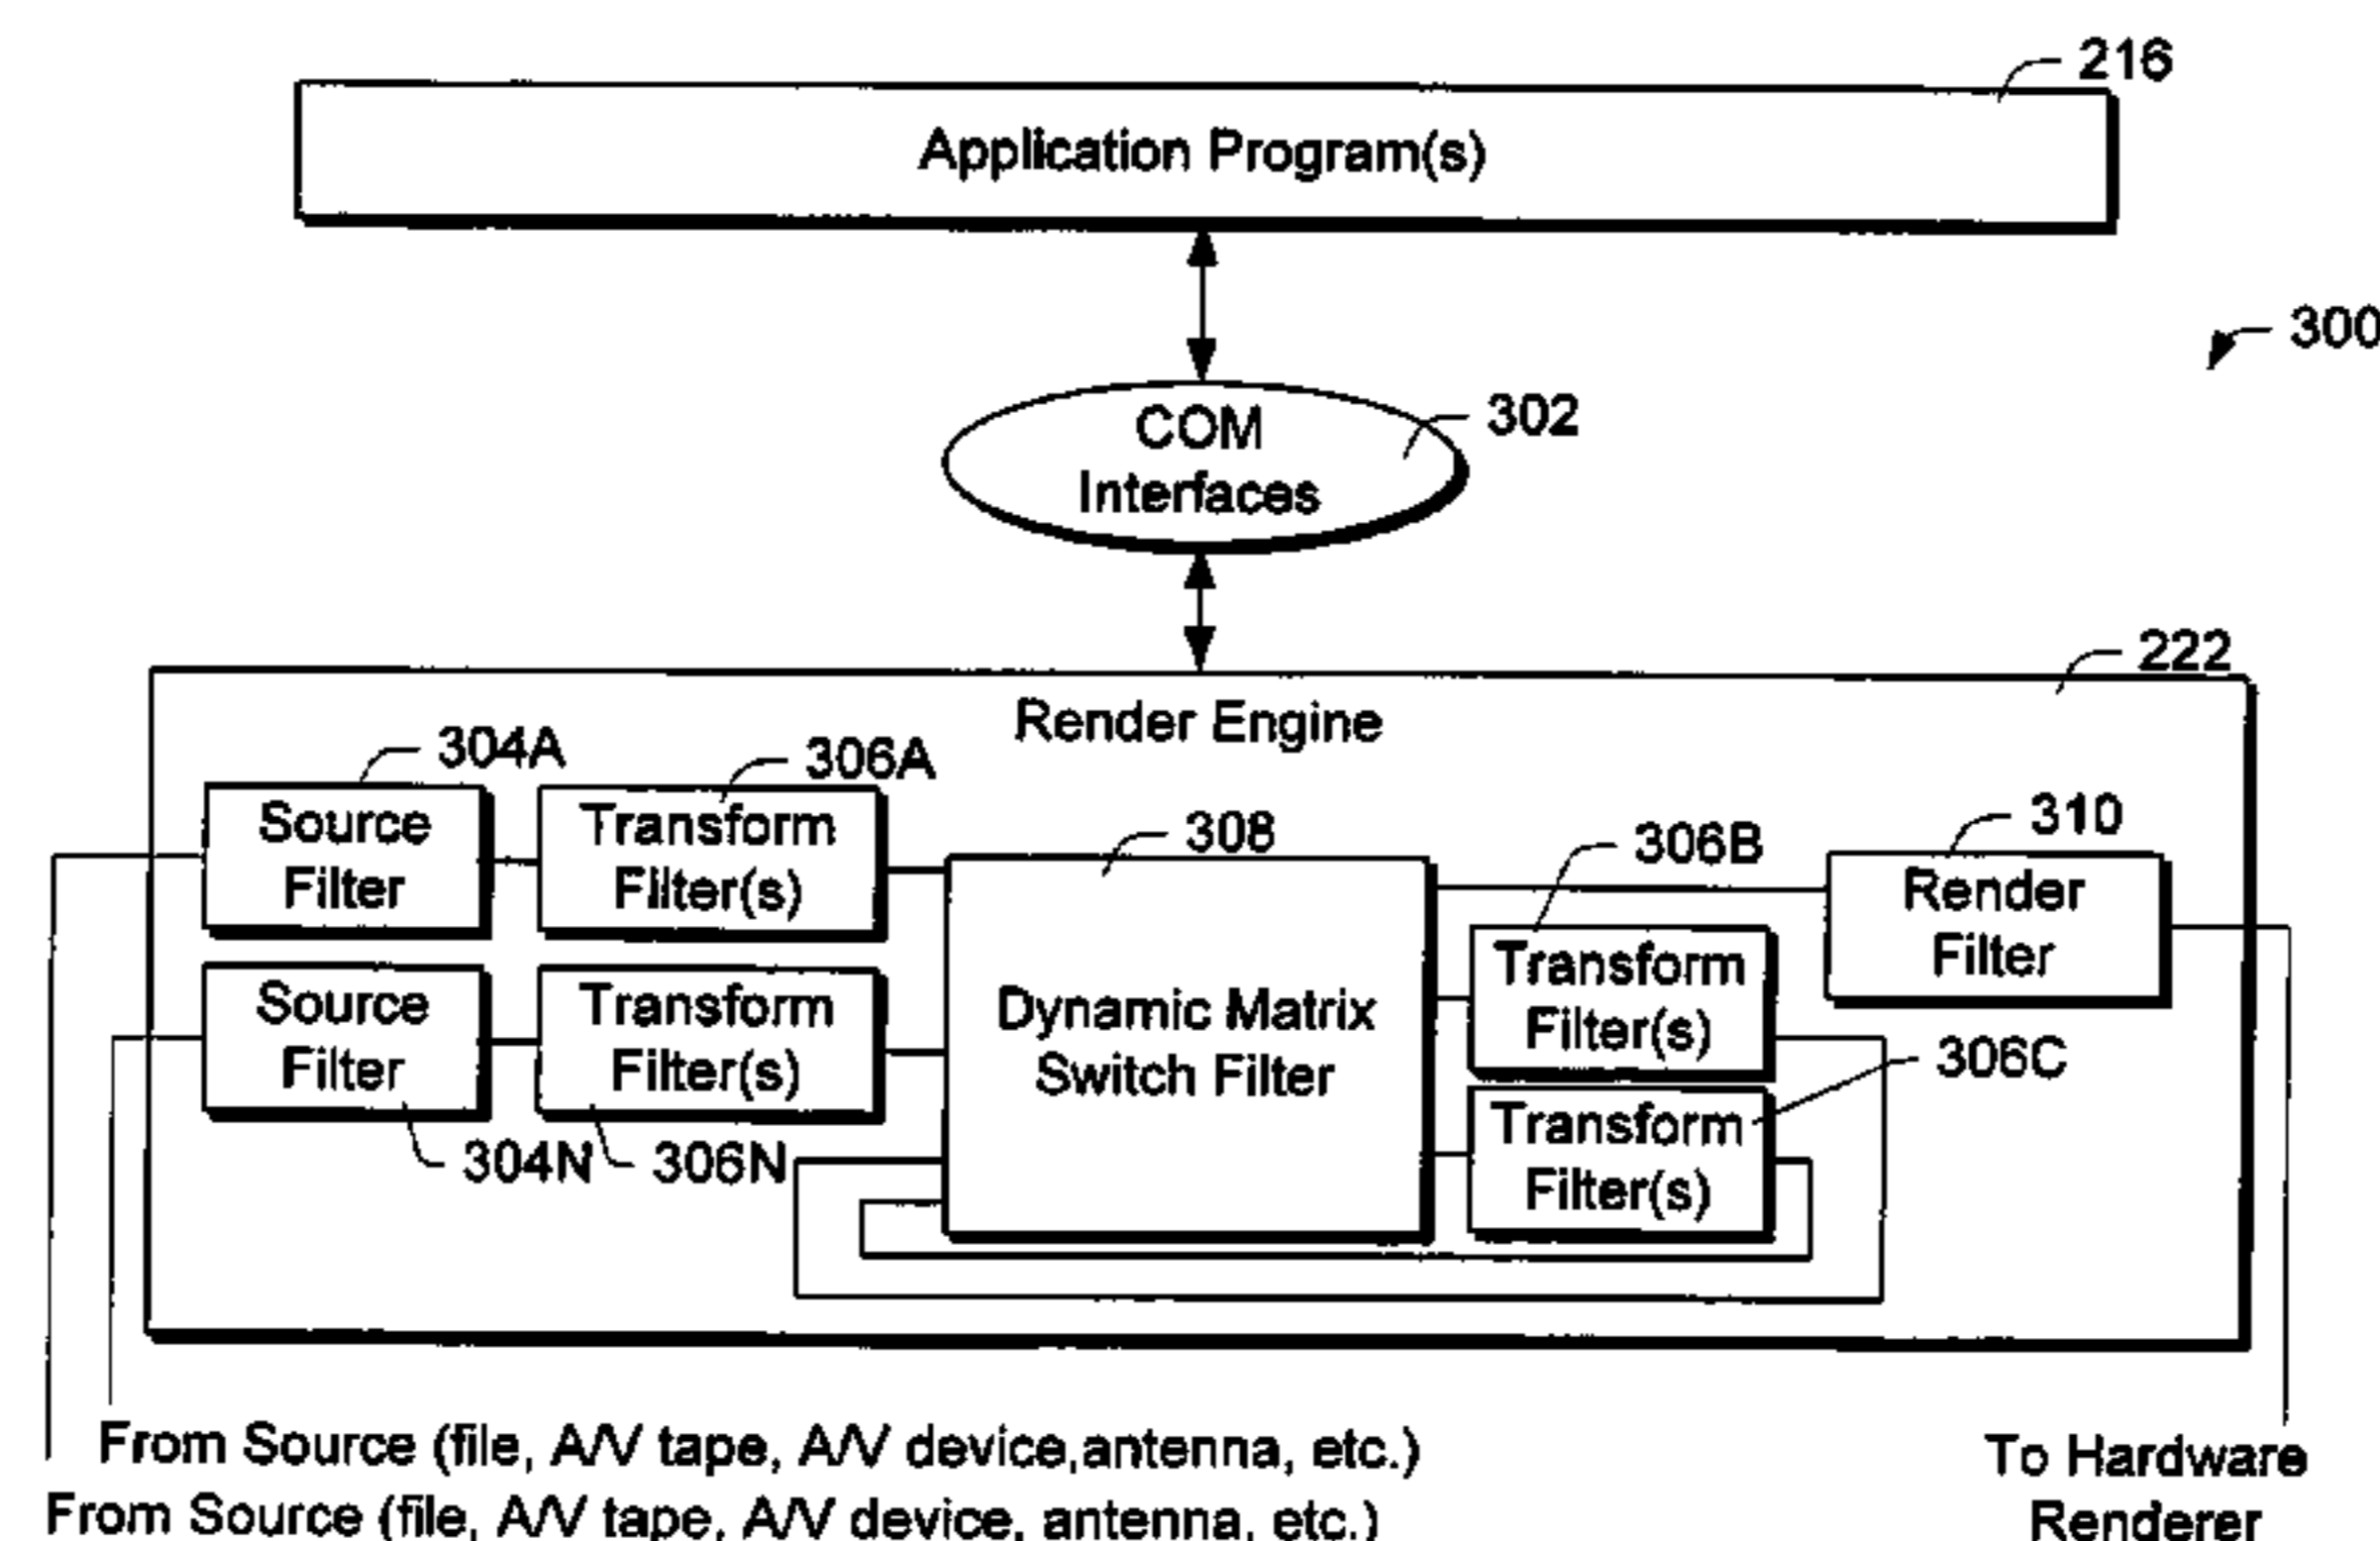 216
Application Program(s)
300
COM
Interfaces
302
222
Render Engine
304A
306A
Source
Filter
Transform
Filter(s)
308
306B
310
Render
Filter
Source
Filter
Transform
Filter(s)
Dynamic Matrix
Switch Filter
Transform
Filter(s)
306C
Transform
Filter(s)
304N
306N
From Source (file, A/V tape, A/V device,antenna, etc.)
From Source (file, A/V tape, A/V device, antenna, etc.)
To Hardware
Renderer